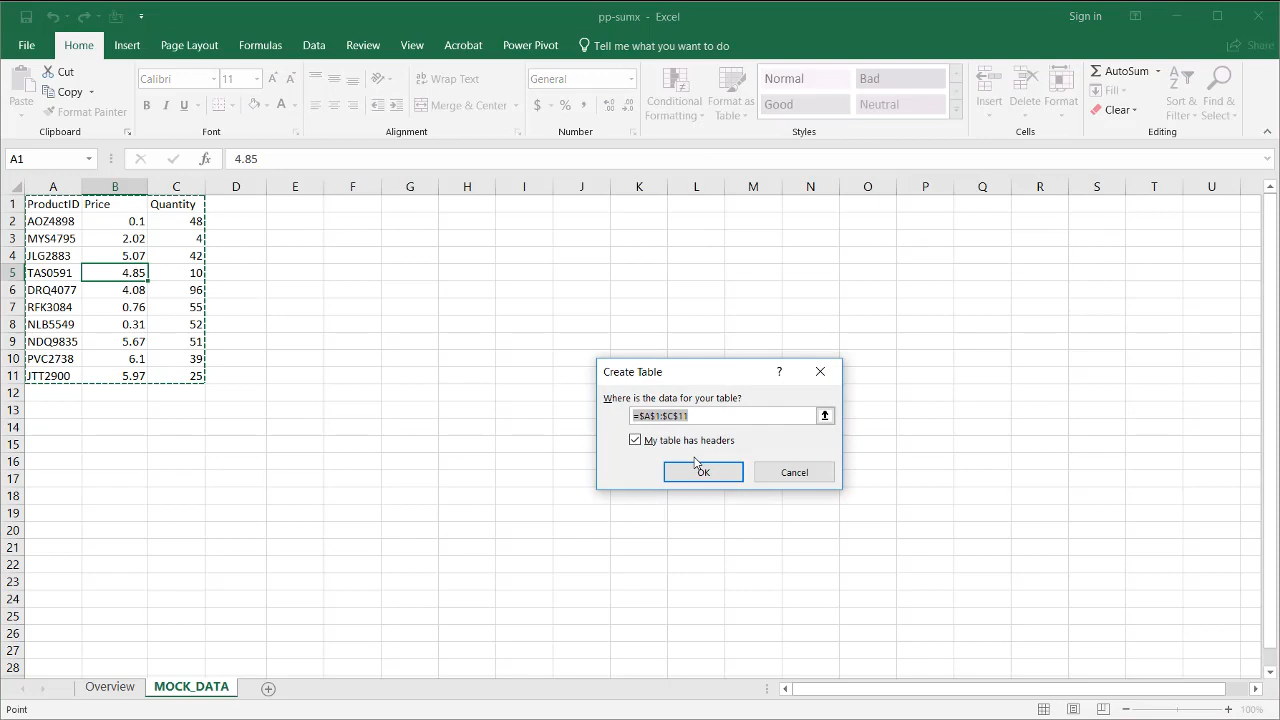 pp-sumx - Excel
Sign in
File Home Insert Page Layout Formulas Data Review View Acrobat Power Pivot Tell me what you want to do Share
Paste
Cut
Copy
Format Painter
Clipboard
Calibri 11
B I U
Font
Wrap Text
Merge & Center
Alignment
General
$ % ,
Number
Conditional Formatting
Format as Table
Normal Bad
Good Neutral
Styles
Insert Delete Format
Cells
AutoSum
Fill
Clear
Sort & Filter
Find & Select
Editing
A1 fx 4.85
A B C D E F G H I J K L M N O P Q R S T U
1 ProductID Price Quantity
2 AOZ4898 0.1 48
3 MYS4795 2.02 4
4 JLG2883 5.07 42
5 TAS0591 4.85 10
6 DRQ4077 4.08 96
7 RFK3084 0.76 55
8 NLB5549 0.31 52
9 NDQ9835 5.67 51
10 PVC2738 6.1 39
11 JTT2900 5.97 25
12
13
14
15
16
17
18
19
20
21
22
23
24
25
26
27
28
Create Table ?
Where is the data for your table?
=$A$1:$C$11
My table has headers
OK Cancel
Overview MOCK_DATA
Point 100%